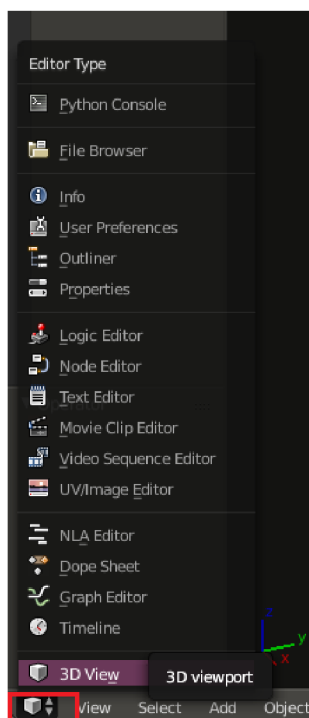 Editor Type
Python Console
File Browser
Info
User Preferences
Outliner
Properties
Logic Editor
Node Editor
Text Editor
Movie Clip Editor
Video Sequence Editor
UV/Image Editor
NLA Editor
Dope Sheet
Graph Editor
Timeline
3D View
3D viewport
z
y
x
View Select Add Object